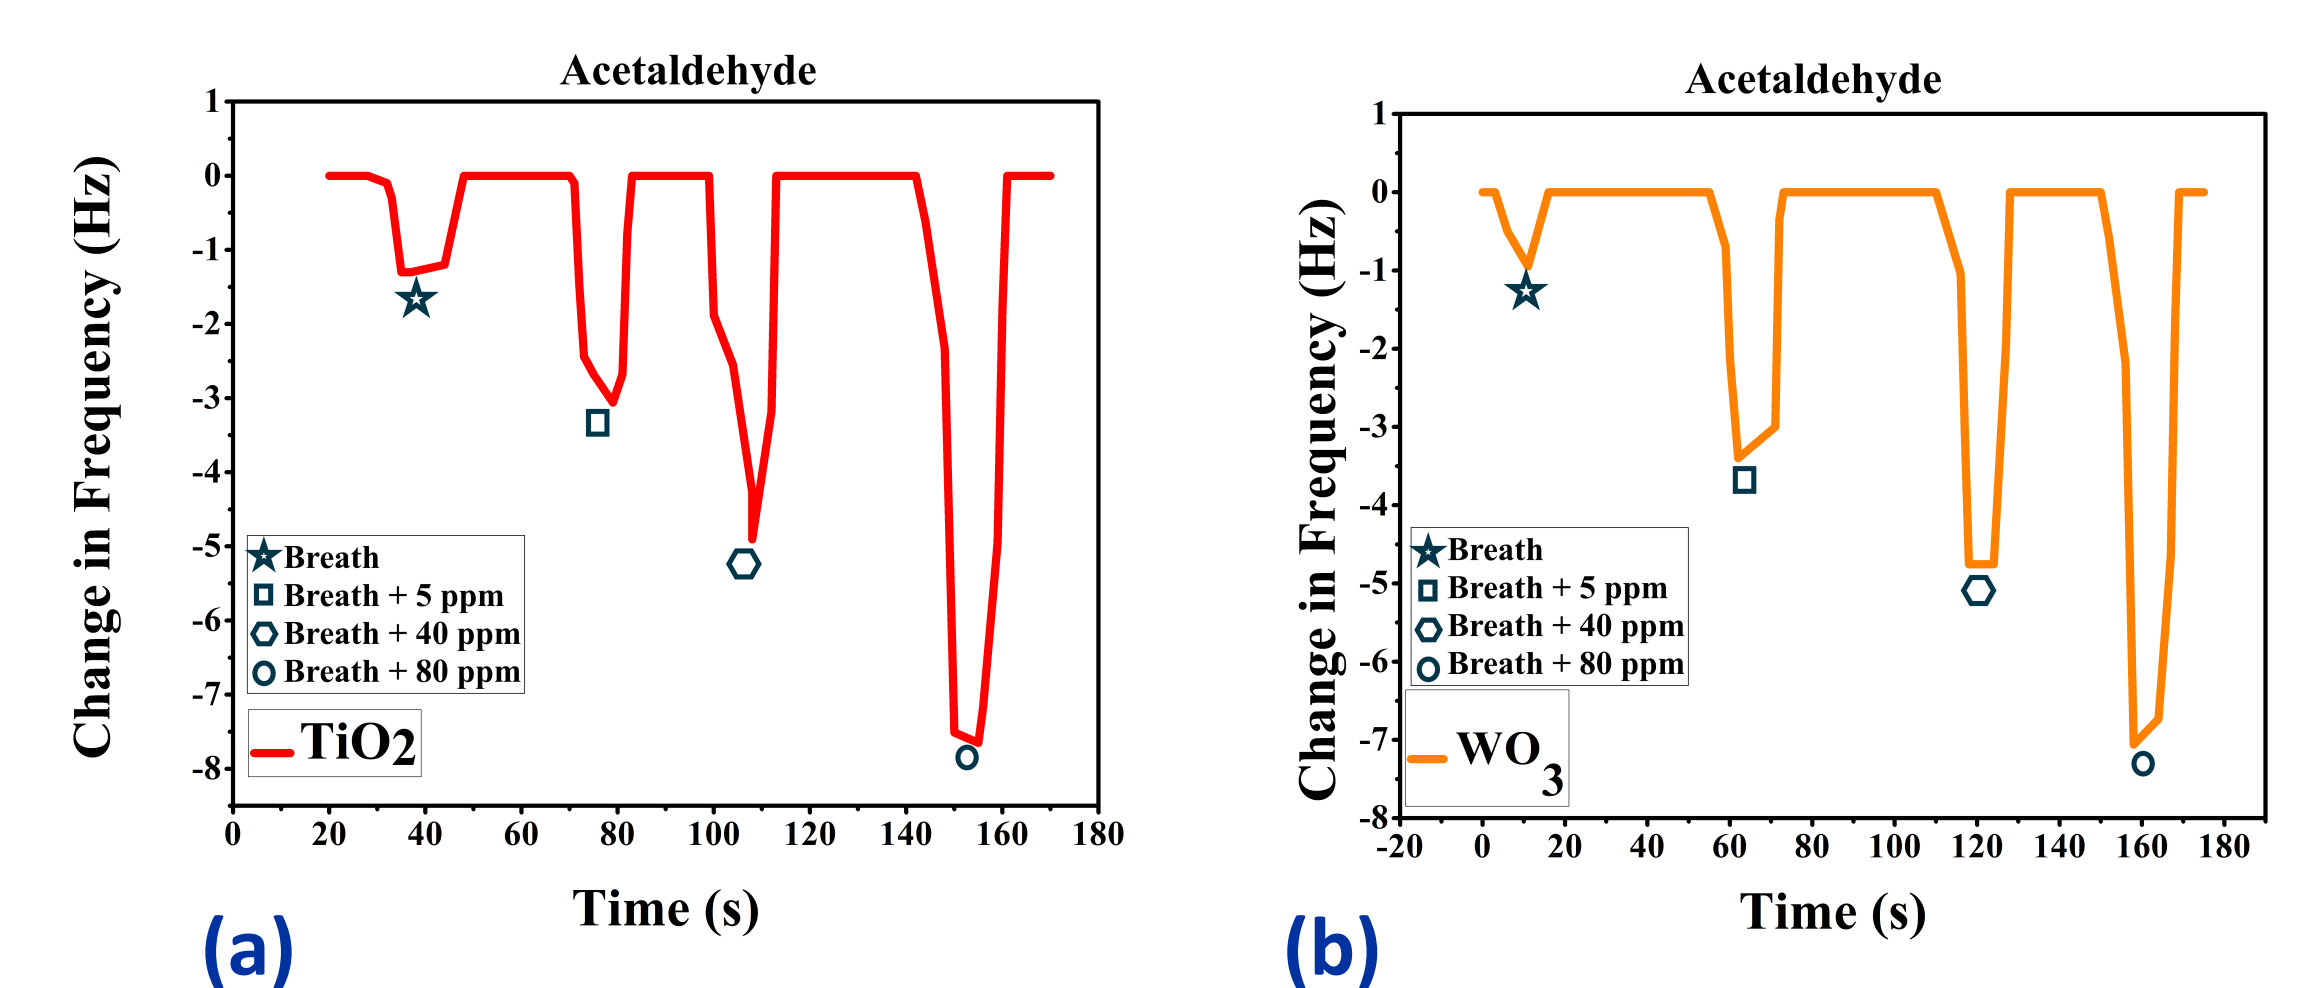 Acetaldehyde
1
0
-1
-2
-3
-4
-5
-6
-7
-8
Change in Frequency (Hz)
Breath
Breath + 5 ppm
Breath + 40 ppm
Breath + 80 ppm
TiO2
0 20 40 60 80 100 120 140 160 180
Time (s)
(a)
Acetaldehyde
1
0
-1
-2
-3
-4
-5
-6
-7
-8
Change in Frequency (Hz)
Breath
Breath + 5 ppm
Breath + 40 ppm
Breath + 80 ppm
WO3
-20 0 20 40 60 80 100 120 140 160 180
Time (s)
(b)